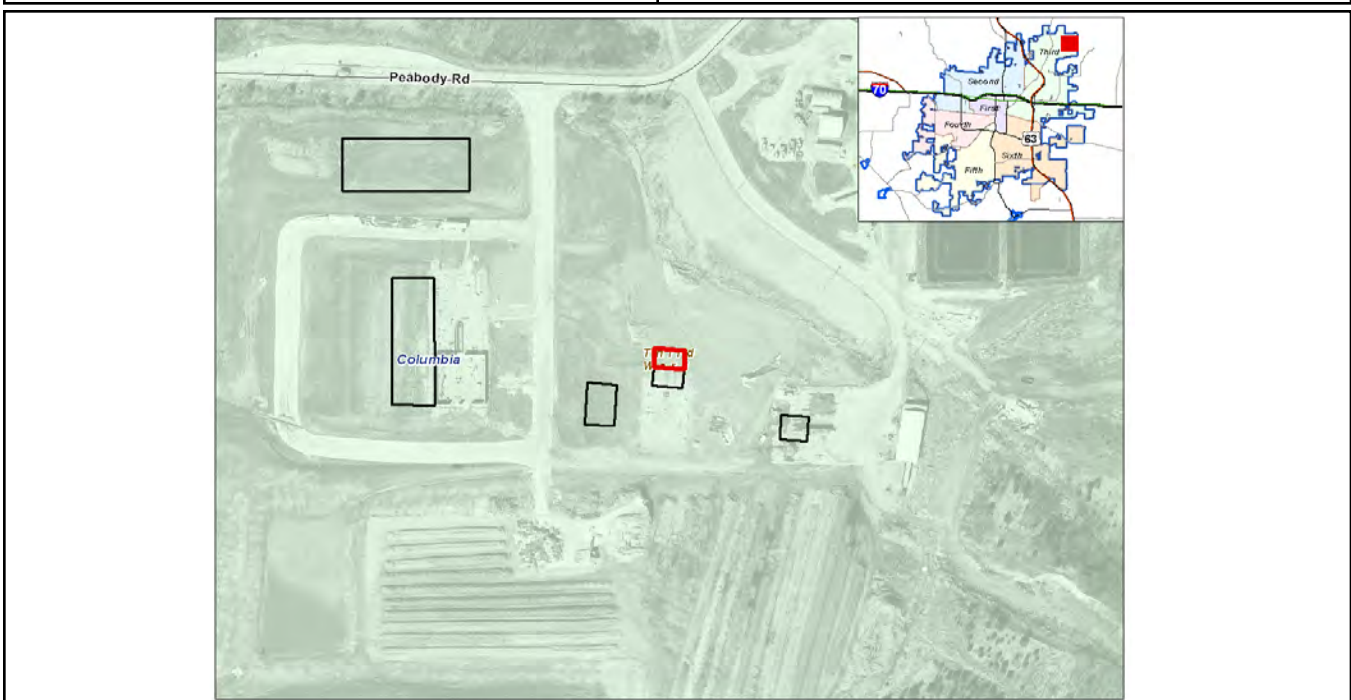 Peabody Rd
Third
Second
70
First
Fourth
63
Sixth
Fifth
Columbia